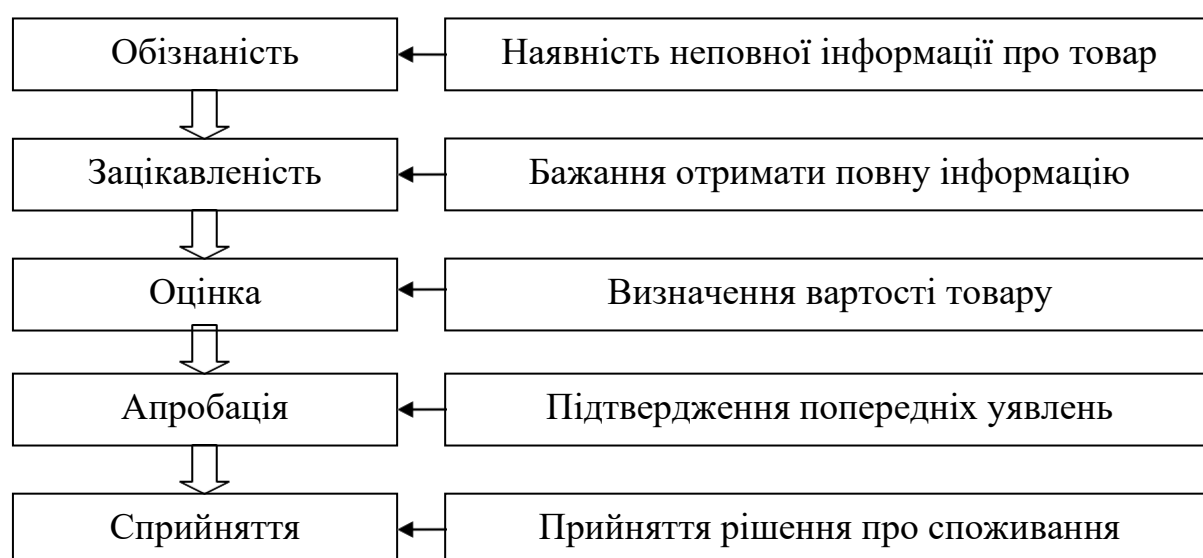 Обізнаність
Наявність неповної інформації про товар
Зацікавленість
Бажання отримати повну інформацію
Оцінка
Визначення вартості товару
Апробація
Підтвердження попередніх уявлень
Сприйняття
Прийняття рішення про споживання